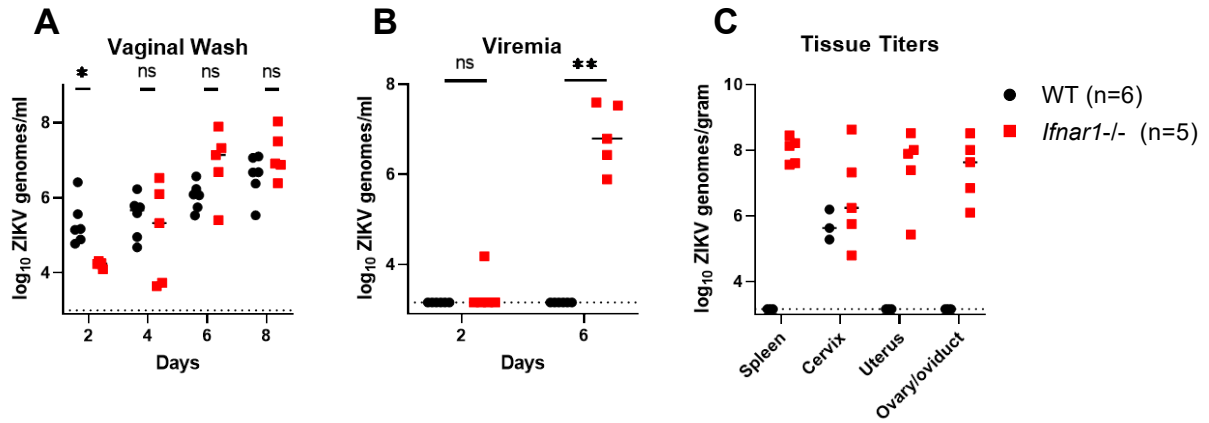 A
Vaginal Wash
* ns ns ns
log10 ZIKV genomes/ml
8
6
4
2 4 6 8
Days
B
Viremia
ns **
log10 ZIKV genomes/ml
8
6
4
2 6
Days
C
Tissue Titers
log10 ZIKV genomes/gram
10
8
6
4
Spleen
Cervix
Uterus
Ovary/oviduct
WT (n=6)
Ifnar1-/- (n=5)